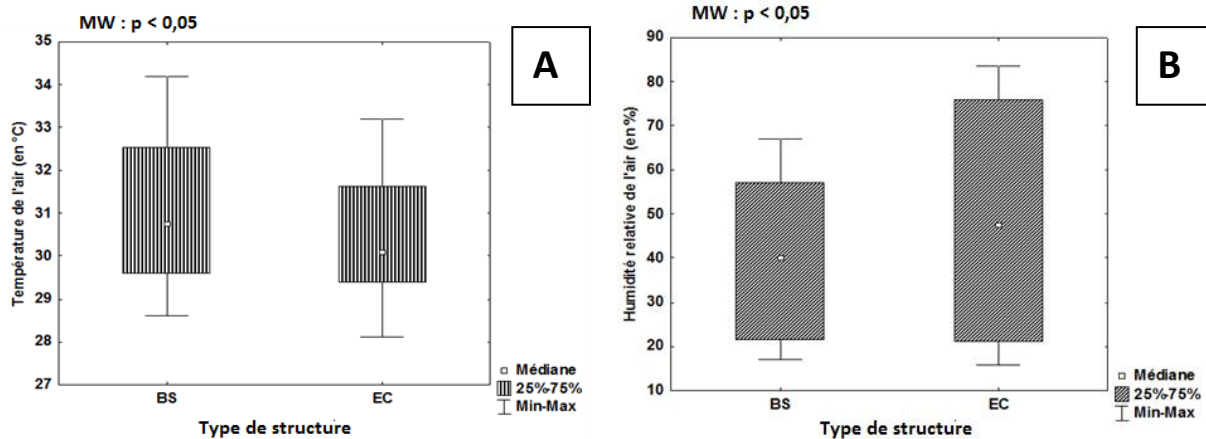 MW : p < 0,05
A
Température de l'air (en °C)
35
34
33
32
31
30
29
28
27
BS
EC
Type de structure
Médiane
25%-75%
Min-Max
MW : p < 0,05
B
Humidité relative de l'air (en %)
90
80
70
60
50
40
30
20
10
BS
EC
Type de structure
Médiane
25%-75%
Min-Max